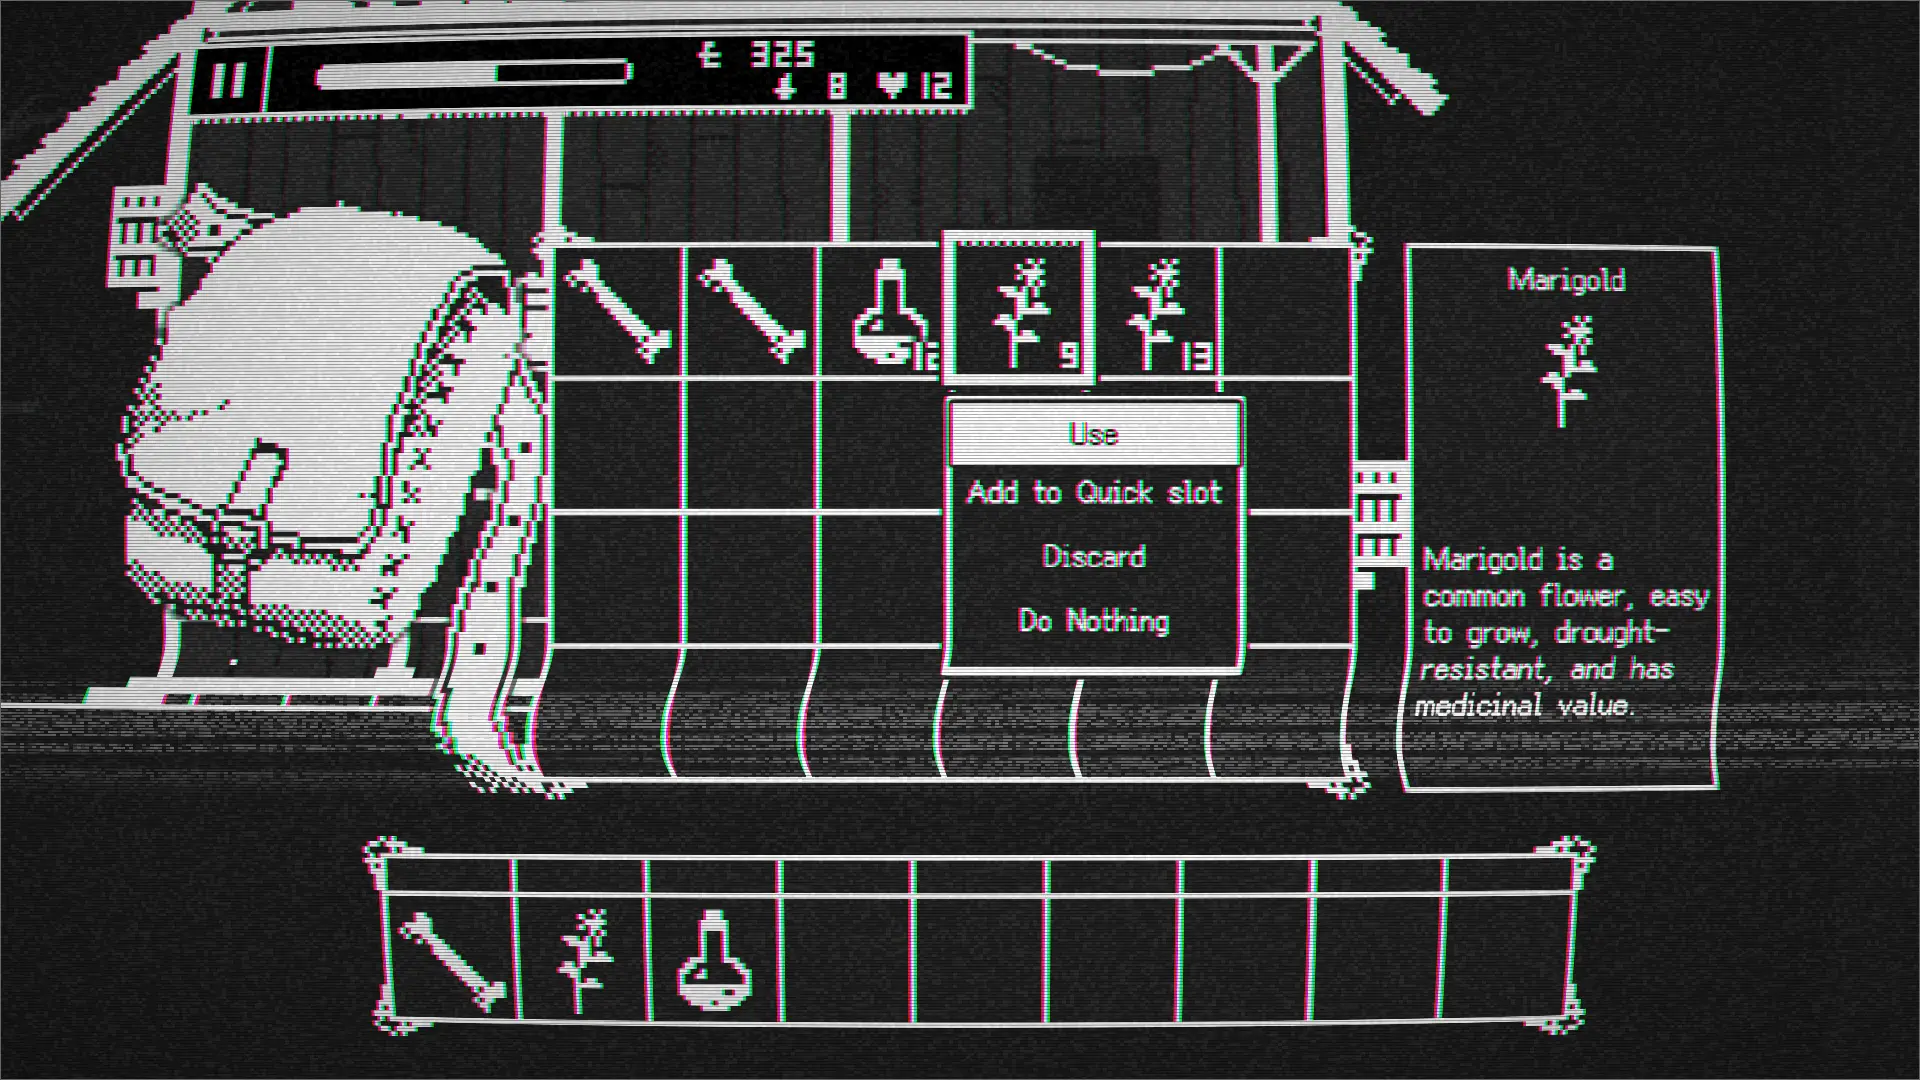 325
8 12
12
9
13
Use
Add to Quick slot
Discard
Do Nothing
Marigold
Marigold is a
common flower, easy
to grow, drought-
resistant, and has
medicinal value.